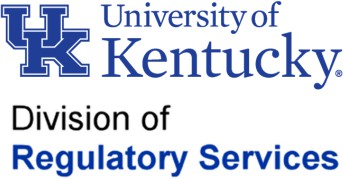 UK University of
Kentucky®
Division of
Regulatory Services